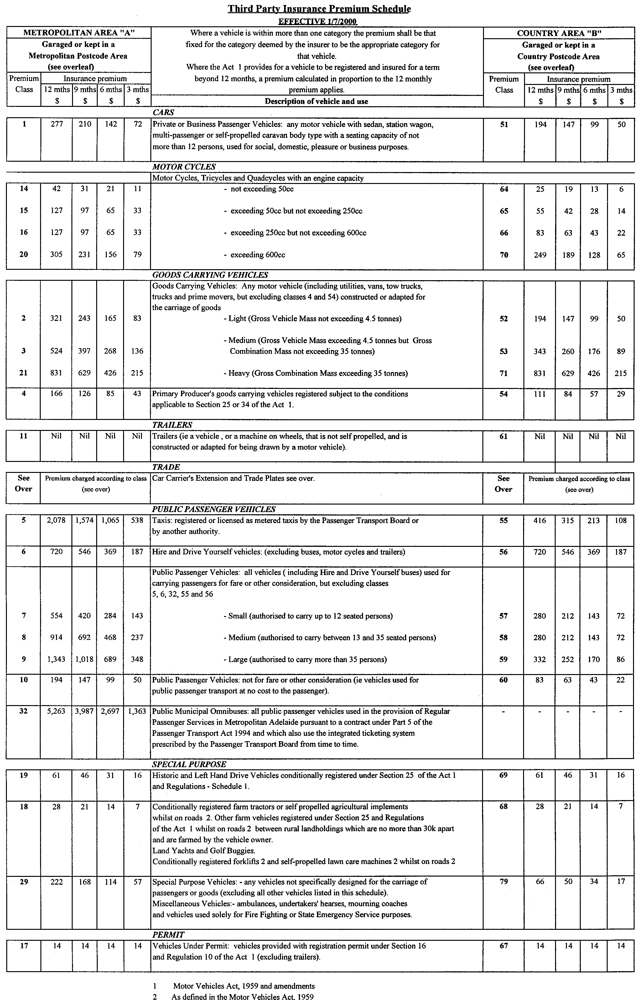 Third Party Insurance Premium Schedule
EFFECTIVE 1/7/2000
METROPOLITAN AREA "A"
Garaged or kept in a
Metropolitan Postcode Area
(see overleaf)
Premium Class
Insurance premium
12 mths 9 mths 6 mths 3 mths
$ $ $ $
Where a vehicle is within more than one category the premium shall be that
fixed for the category deemed by the insurer to be the appropriate category for
that vehicle.
Where the Act 1 provides for a vehicle to be registered and insured for a term
beyond 12 months, a premium calculated in proportion to the 12 monthly
premium applies.
Description of vehicle and use
COUNTRY AREA "B"
Garaged or kept in a
Country Postcode Area
(see overleaf)
Premium Class
Insurance premium
12 mths 9 mths 6 mths 3 mths
$ $ $ $
CARS
1 277 210 142 72 Private or Business Passenger Vehicles: any motor vehicle with sedan, station wagon, 51 194 147 99 50
multi-passenger or self-propelled caravan body type with a seating capacity of not
more than 12 persons, used for social, domestic, pleasure or business purposes.
MOTOR CYCLES
Motor Cycles, Tricycles and Quadcycles with an engine capacity
14 42 31 21 11 - not exceeding 50cc 64 25 19 13 6
15 127 97 65 33 - exceeding 50cc but not exceeding 250cc 65 55 42 28 14
16 127 97 65 33 - exceeding 250cc but not exceeding 600cc 66 83 63 43 22
20 305 231 156 79 - exceeding 600cc 70 249 189 128 65
GOODS CARRYING VEHICLES
Goods Carrying Vehicles: Any motor vehicle (including utilities, vans, tow trucks,
trucks and prime movers, but excluding classes 4 and 54) constructed or adapted for
the carriage of goods
2 321 243 165 83 - Light (Gross Vehicle Mass not exceeding 4.5 tonnes) 52 194 147 99 50
- Medium (Gross Vehicle Mass exceeding 4.5 tonnes but Gross
3 524 397 268 136 Combination Mass not exceeding 35 tonnes) 53 343 260 176 89
21 831 629 426 215 - Heavy (Gross Combination Mass exceeding 35 tonnes) 71 831 629 426 215
4 166 126 85 43 Primary Producer's goods carrying vehicles registered subject to the conditions 54 111 84 57 29
applicable to Section 25 or 34 of the Act 1.
TRAILERS
11 Nil Nil Nil Nil Trailers (ie a vehicle , or a machine on wheels, that is not self propelled, and is 61 Nil Nil Nil Nil
constructed or adapted for being drawn by a motor vehicle).
TRADE
See Premium charged according to class Car Carrier's Extension and Trade Plates see over. See Premium charged according to class
Over (see over) Over (see over)
PUBLIC PASSENGER VEHICLES
5 2,078 1,574 1,065 538 Taxis: registered or licensed as metered taxis by the Passenger Transport Board or 55 416 315 213 108
by another authority.
6 720 546 369 187 Hire and Drive Yourself vehicles: (excluding buses, motor cycles and trailers) 56 720 546 369 187
Public Passenger Vehicles: all vehicles ( including Hire and Drive Yourself buses) used for
carrying passengers for fare or other consideration, but excluding classes
5, 6, 32, 55 and 56
7 554 420 284 143 - Small (authorised to carry up to 12 seated persons) 57 280 212 143 72
8 914 692 468 237 - Medium (authorised to carry between 13 and 35 seated persons) 58 280 212 143 72
9 1,343 1,018 689 348 - Large (authorised to carry more than 35 persons) 59 332 252 170 86
10 194 147 99 50 Public Passenger Vehicles: not for fare or other consideration (ie vehicles used for 60 83 63 43 22
public passenger transport at no cost to the passenger).
32 5,263 3,987 2,697 1,363 Public Municipal Omnibuses: all public passenger vehicles used in the provision of Regular - - - - -
Passenger Services in Metropolitan Adelaide pursuant to a contract under Part 5 of the
Passenger Transport Act 1994 and which also use the integrated ticketing system
prescribed by the Passenger Transport Board from time to time.
SPECIAL PURPOSE
19 61 46 31 16 Historic and Left Hand Drive Vehicles conditionally registered under Section 25 of the Act 1 69 61 46 31 16
and Regulations - Schedule 1.
18 28 21 14 7 Conditionally registered farm tractors or self propelled agricultural implements 68 28 21 14 7
whilst on roads 2. Other farm vehicles registered under Section 25 and Regulations
of the Act 1 whilst on roads 2 between rural landholdings which are no more than 30k apart
and are farmed by the vehicle owner.
Land Yachts and Golf Buggies.
Conditionally registered forklifts 2 and self-propelled lawn care machines 2 whilst on roads 2
29 222 168 114 57 Special Purpose Vehicles: - any vehicles not specifically designed for the carriage of 79 66 50 34 17
passengers or goods (excluding all other vehicles listed in this schedule).
Miscellaneous Vehicles:- ambulances, undertakers' hearses, mourning coaches
and vehicles used solely for Fire Fighting or State Emergency Service purposes.
PERMIT
17 14 14 14 14 Vehicles Under Permit: vehicles provided with registration permit under Section 16 67 14 14 14 14
and Regulation 10 of the Act 1 (excluding trailers).
1 Motor Vehicles Act, 1959 and amendments
2 As defined in the Motor Vehicles Act, 1959